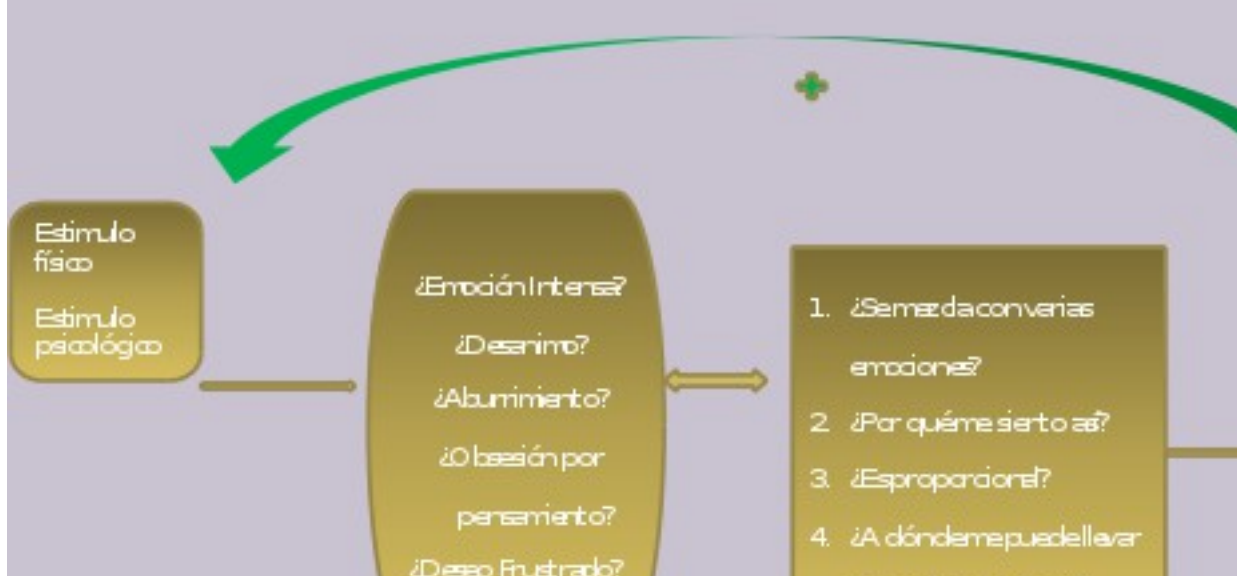 Estimulo
físico
Estimulo
psicológico
¿Emoción Intensa?
¿Desanimo?
¿Aburrimiento?
¿Obsesión por
pensamiento?
¿Deseo Frustrado?
1. ¿Se mezcla con varias
emociones?
2. ¿Por qué me siento así?
3. ¿Es proporcional?
4. ¿A dónde me puede llevar